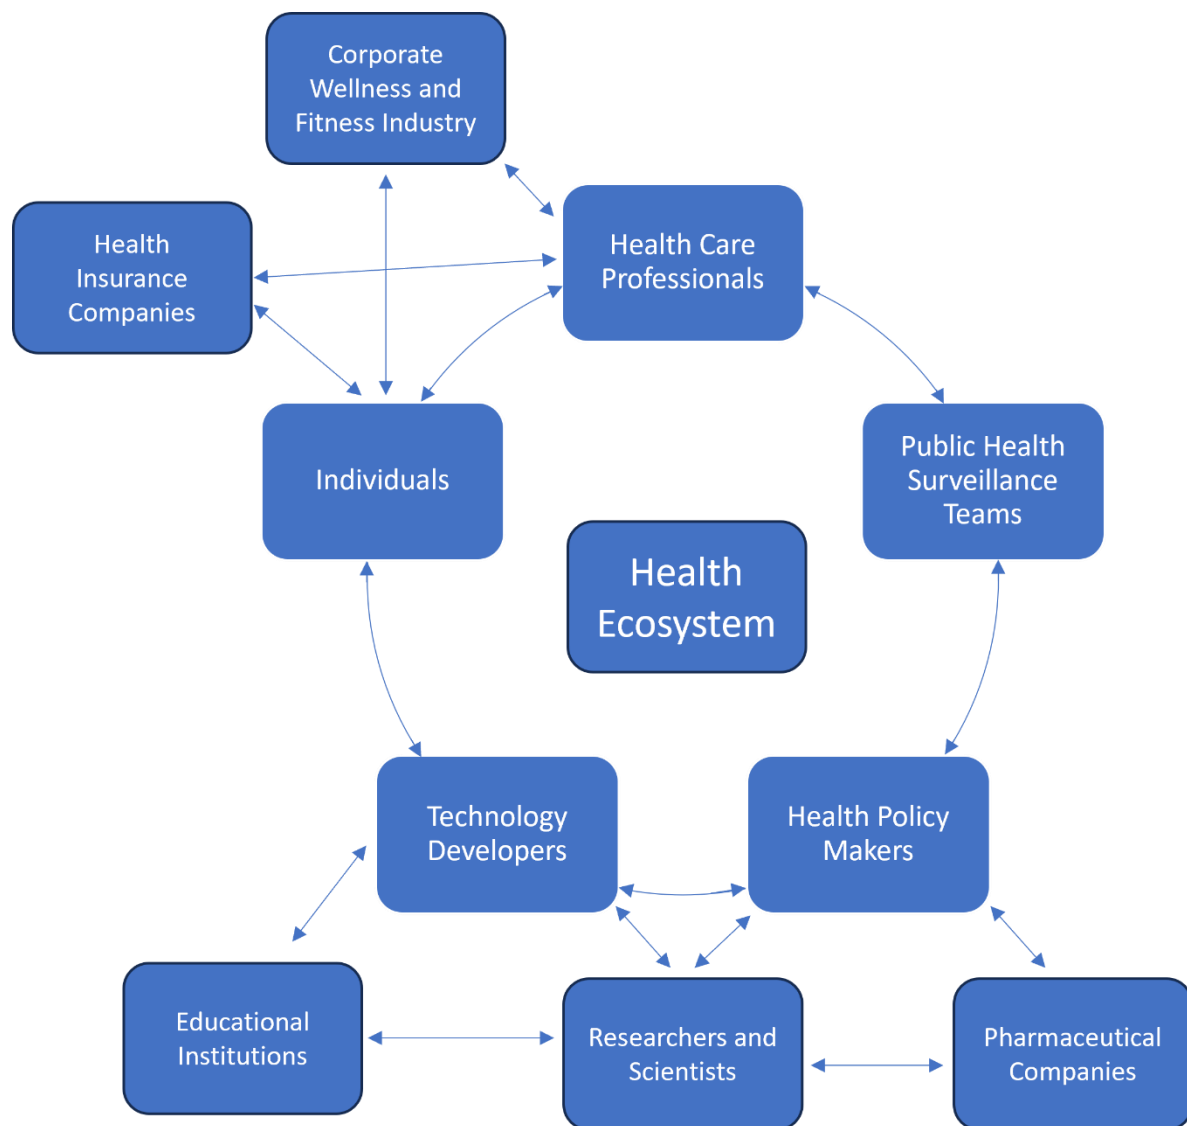 Corporate
Wellness and
Fitness Industry
Health
Insurance
Companies
Health Care
Professionals
Individuals
Public Health
Surveillance
Teams
Health
Ecosystem
Technology
Developers
Health Policy
Makers
Educational
Institutions
Researchers and
Scientists
Pharmaceutical
Companies